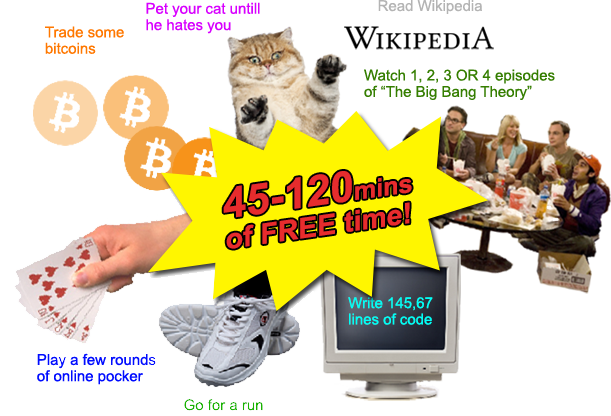 Pet your cat untill
he hates you
Read Wikipedia
Trade some
bitcoins
WIKIPEDIA
Watch 1, 2, 3 OR 4 episodes
of “The Big Bang Theory”
45-120mins
of FREE time!
Write 145,67
lines of code
Play a few rounds
of online pocker
Go for a run